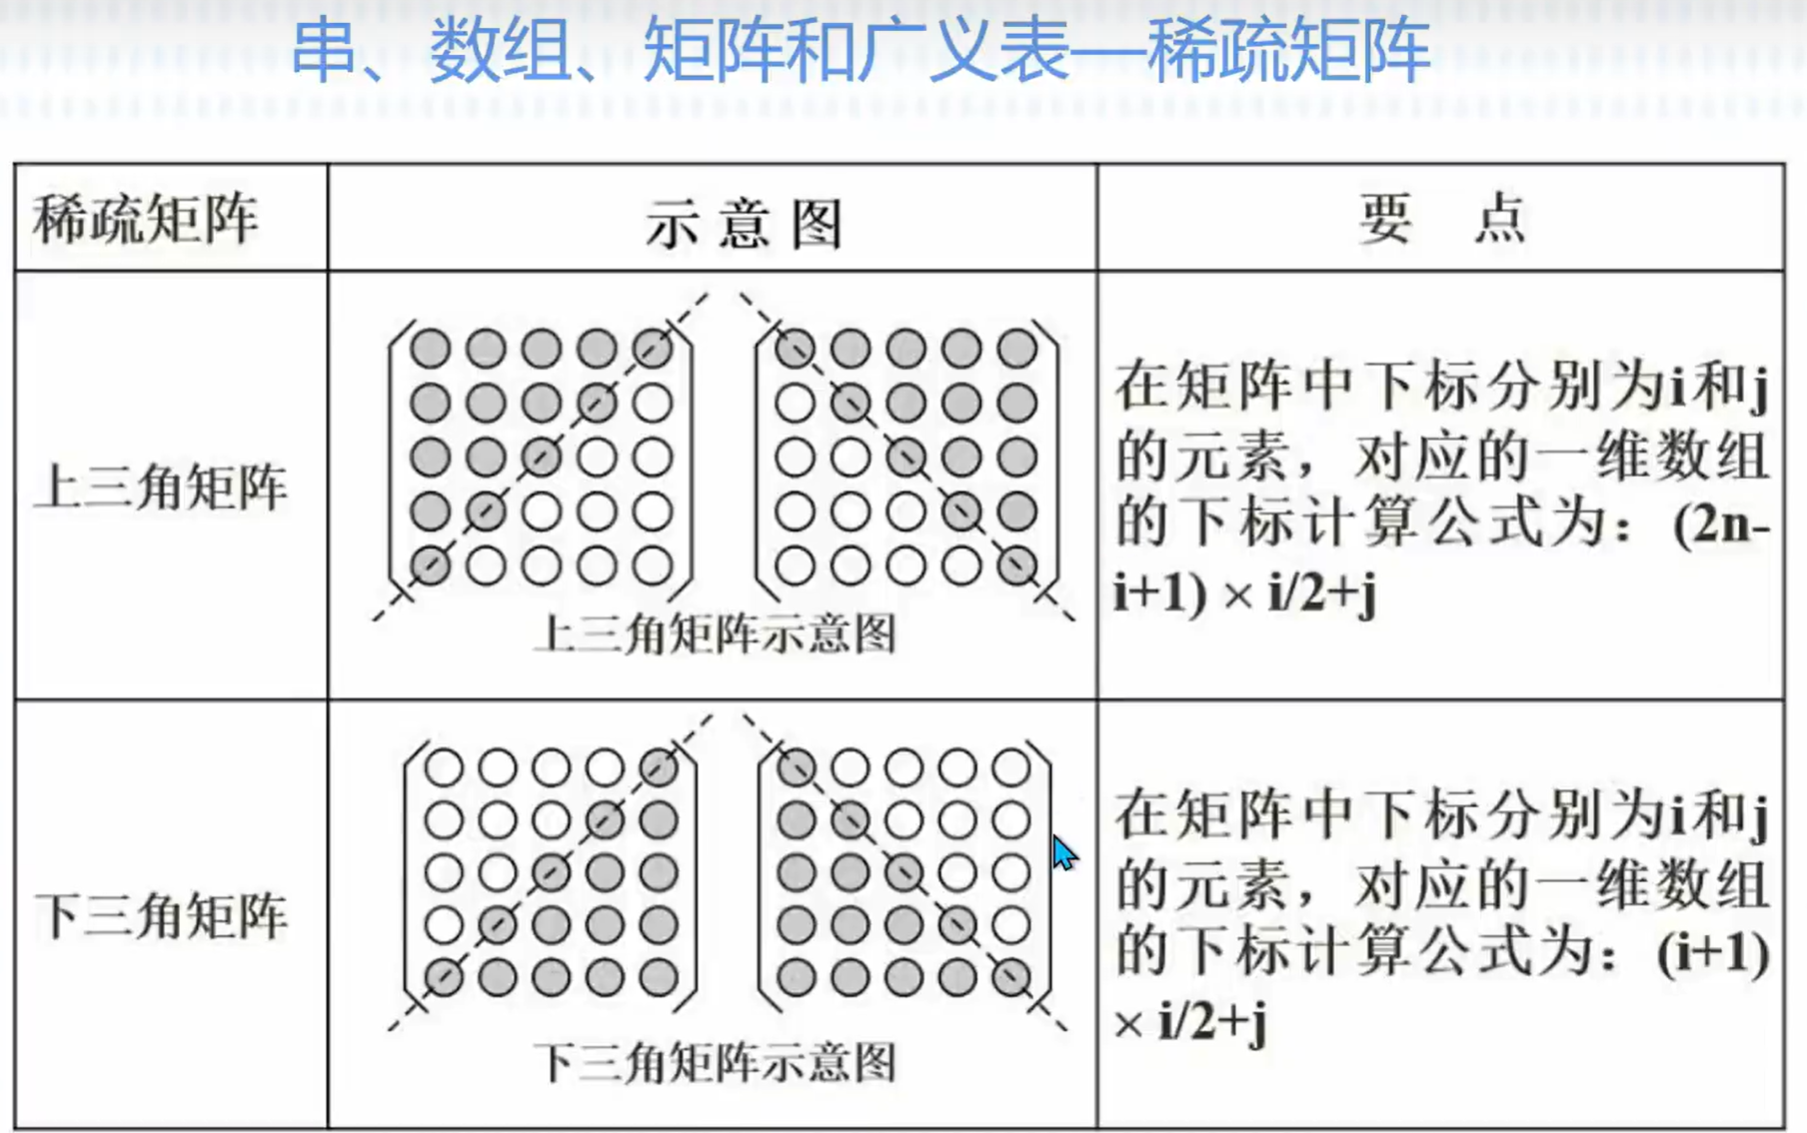 串、数组、矩阵和广义表—稀疏矩阵
稀疏矩阵
示意图
要 点
上三角矩阵
上三角矩阵示意图
在矩阵中下标分别为i和j
的元素，对应的一维数组
的下标计算公式为：(2n-
i+1) × i/2+j
下三角矩阵
下三角矩阵示意图
在矩阵中下标分别为i和j
的元素，对应的一维数组
的下标计算公式为：(i+1)
× i/2+j